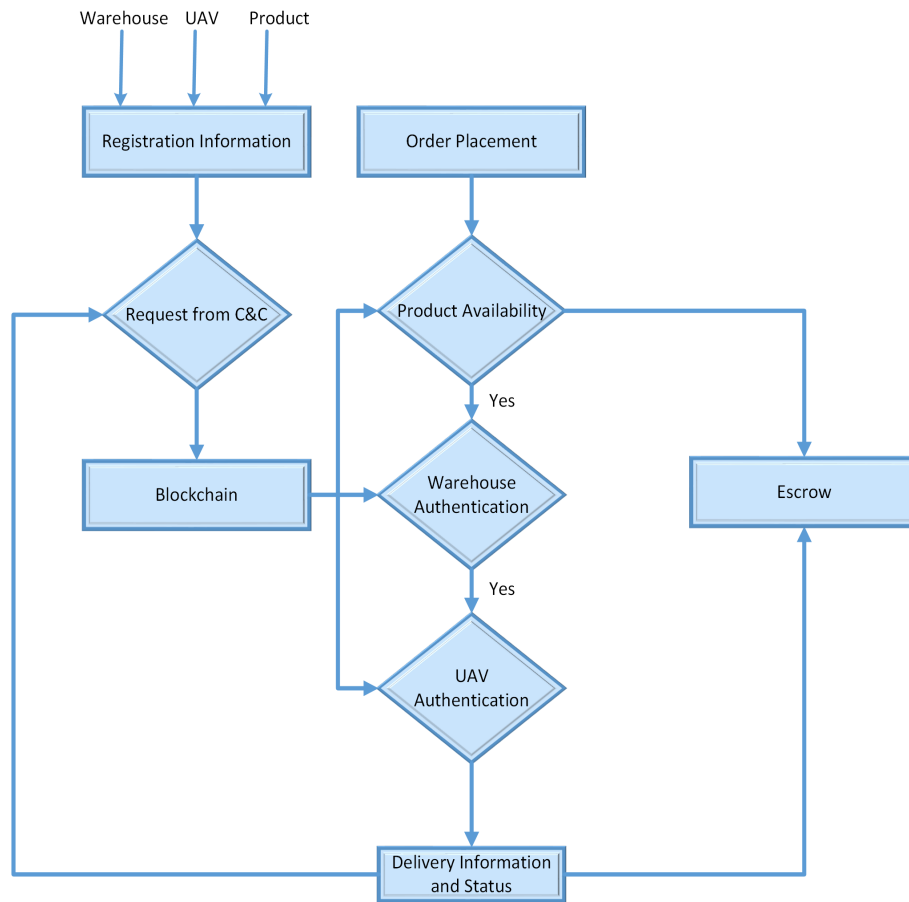 Warehouse UAV Product
Registration Information
Order Placement
Request from C&C
Product Availability
Yes
Blockchain
Warehouse
Authentication
Escrow
Yes
UAV
Authentication
Delivery Information
and Status